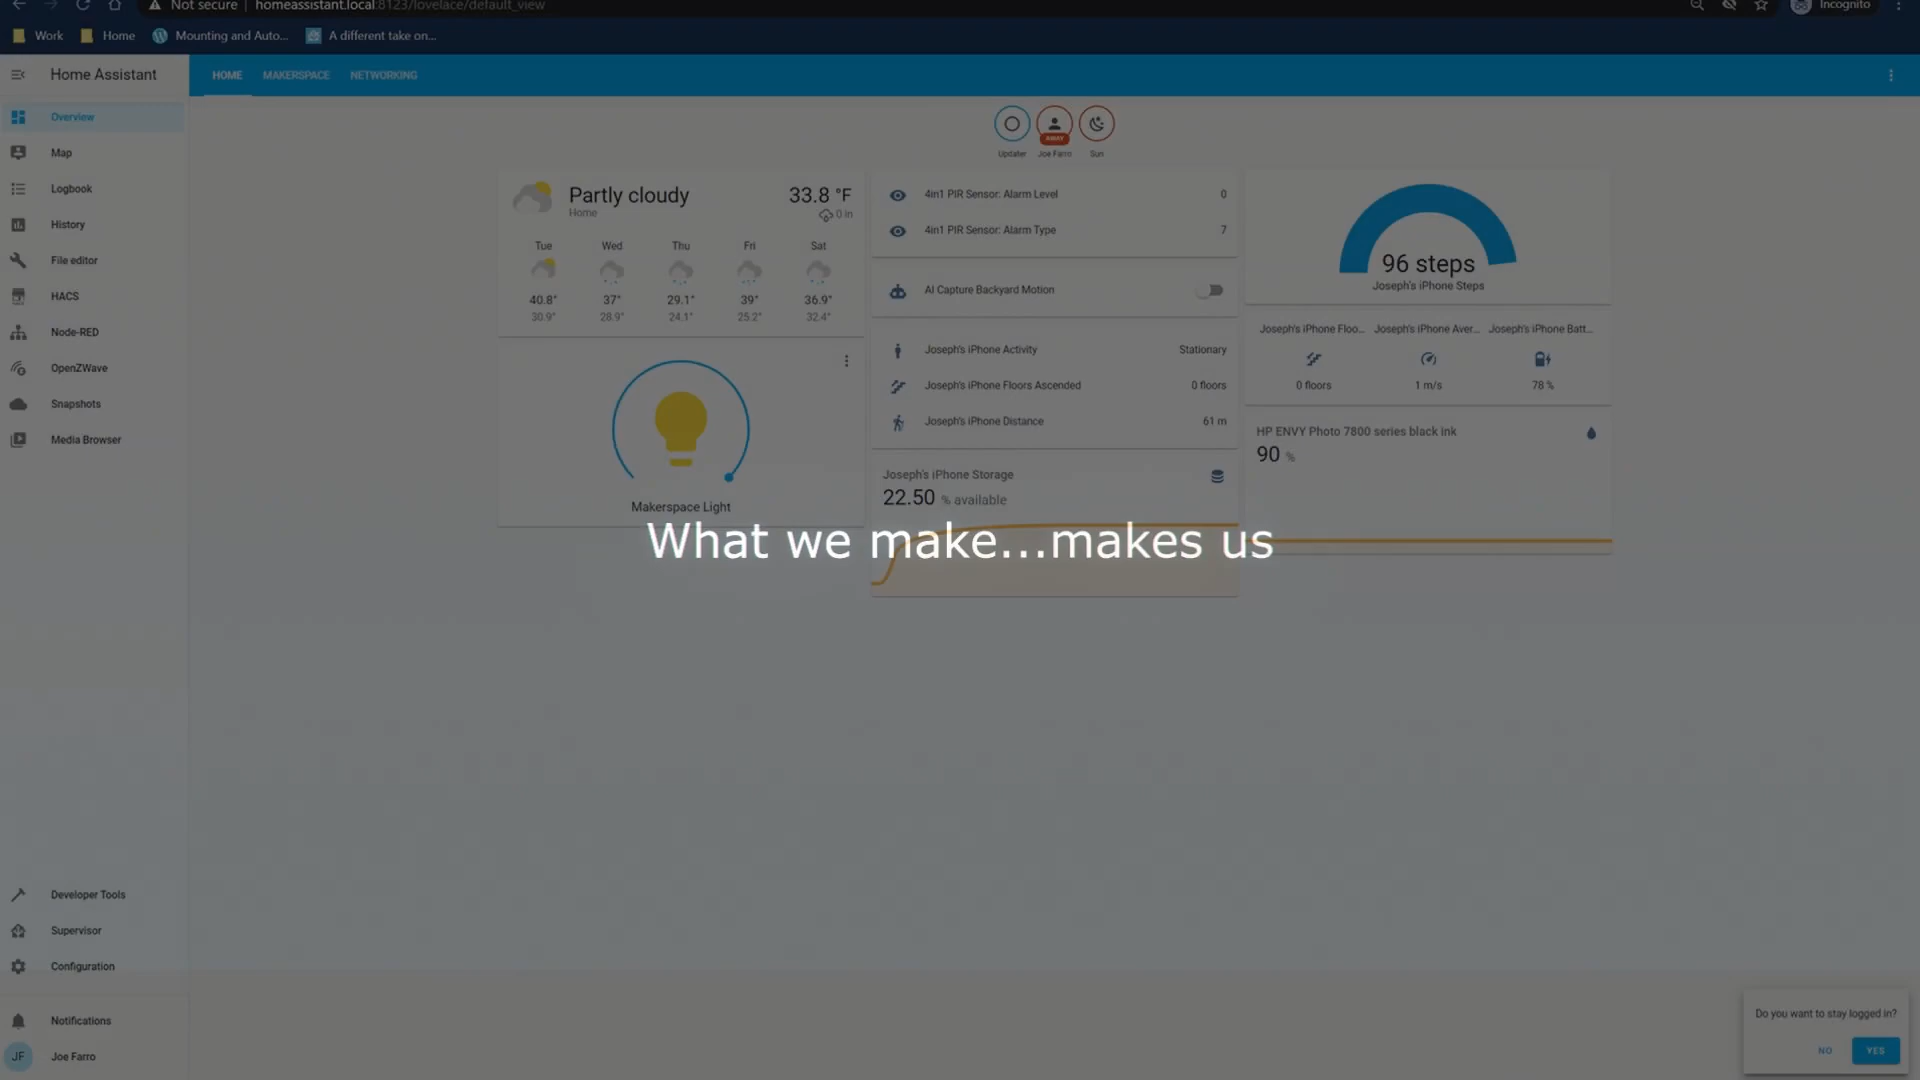 Not secure | homeassistant.local:8123/lovelace/default_view
Incognito
Work
Home
Mounting and Auto...
A different take on...
Home Assistant
HOME
MAKERSPACE
NETWORKING
Overview
Map
Logbook
History
File editor
HACS
Node-RED
OpenZWave
Snapshots
Media Browser
Developer Tools
Supervisor
Configuration
Notifications
JF
Joe Farro
AWAY
Updater
Joe Farro
Sun
Partly cloudy
Home
33.8 °F
0 in
Tue Wed Thu Fri Sat
40.8° 37° 29.1° 39° 36.9°
30.9° 28.9° 24.1° 25.2° 32.4°
Makerspace Light
4in1 PIR Sensor: Alarm Level 0
4in1 PIR Sensor: Alarm Type 7
AI Capture Backyard Motion
Joseph's iPhone Activity Stationary
Joseph's iPhone Floors Ascended 0 floors
Joseph's iPhone Distance 61 m
Joseph's iPhone Storage
22.50 % available
96 steps
Joseph's iPhone Steps
Joseph's iPhone Floo... Joseph's iPhone Aver... Joseph's iPhone Batt...
0 floors 1 m/s 78 %
HP ENVY Photo 7800 series black ink
90 %
What we make...makes us
Do you want to stay logged in?
NO YES